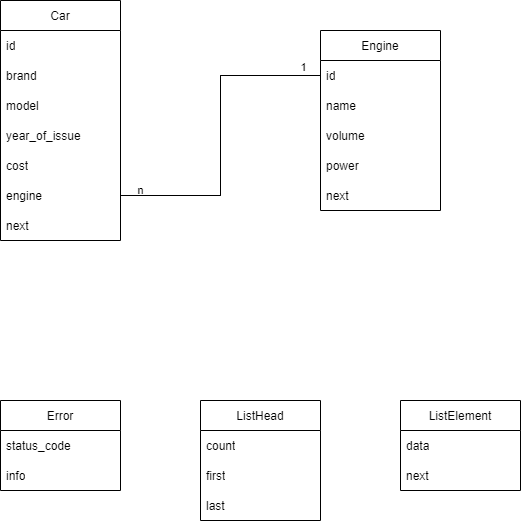 Car
id
brand
model
year_of_issue
cost
engine
next
n
1
Engine
id
name
volume
power
next
Error
status_code
info
ListHead
count
first
last
ListElement
data
next